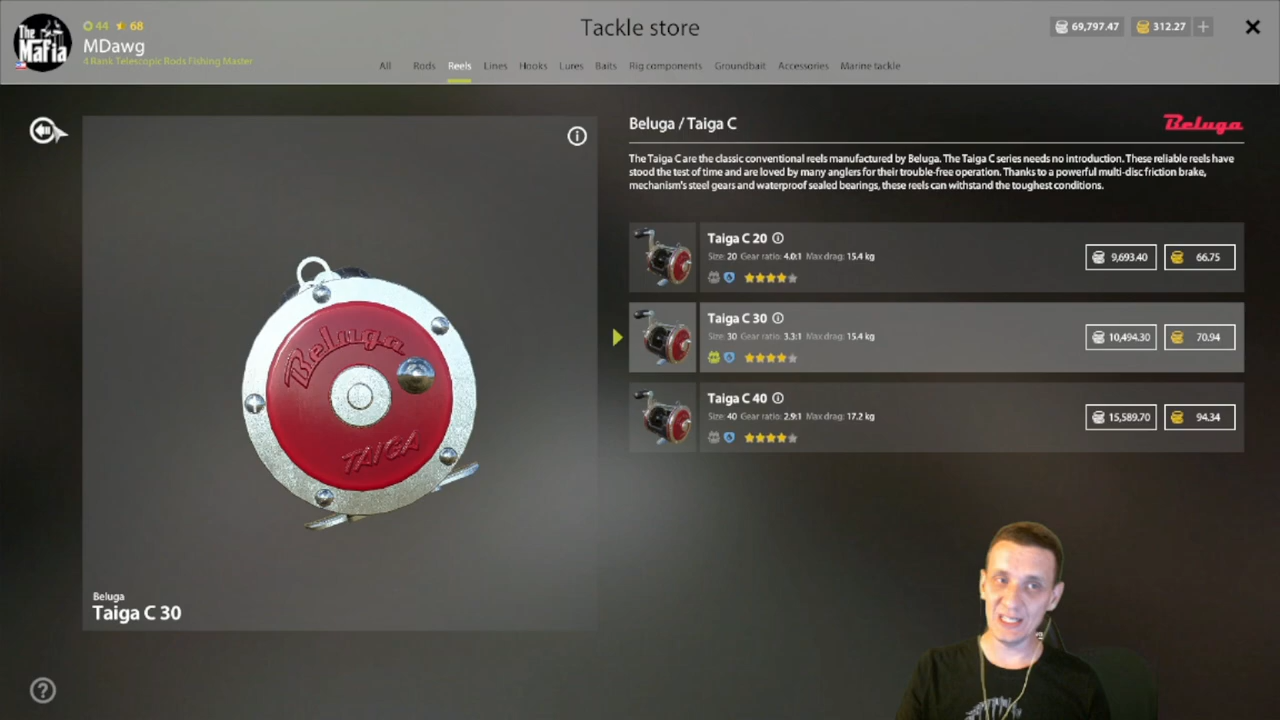 The
Mafia
44 68
MDawg
4 Rank Telescopic Rods Fishing Master
Tackle store
69,797.47 312.27 +
All Rods Reels Lines Hooks Lures Baits Rig components Groundbait Accessories Marine tackle
Beluga / Taiga C
Beluga
The Taiga C are the classic conventional reels manufactured by Beluga. The Taiga C series needs no introduction. These reliable reels have
stood the test of time and are loved by many anglers for their trouble-free operation. Thanks to a powerful multi-disc friction brake,
mechanism's steel gears and waterproof sealed bearings, these reels can withstand the toughest conditions.
Taiga C 20
Size: 20 Gear ratio: 4.0:1 Max drag: 15.4 kg
9,693.40 66.75
Taiga C 30
Size: 30 Gear ratio: 3.3:1 Max drag: 15.4 kg
10,494.30 70.94
Taiga C 40
Size: 40 Gear ratio: 2.9:1 Max drag: 17.2 kg
15,589.70 94.34
Beluga
TAIGA
Beluga
Taiga C 30
?